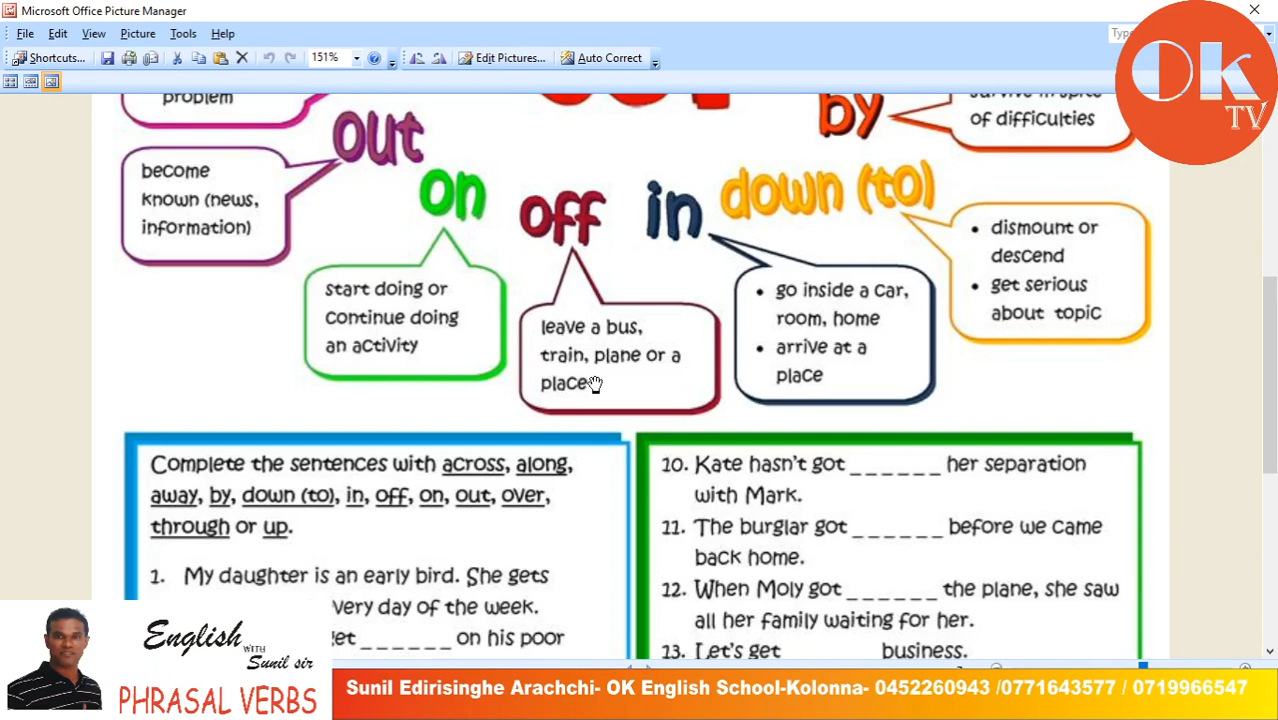 Microsoft Office Picture Manager
File Edit View Picture Tools Help
Shortcuts... 151% Edit Pictures... Auto Correct
OK
TV
problem
out
by
of difficulties
become
known (news,
information)
on
off
in
down (to)
start doing or
continue doing
an activity
leave a bus,
train, plane or a
place
• go inside a car,
room, home
• arrive at a
place
• dismount or
descend
• get serious
about topic
Complete the sentences with across, along,
away, by, down (to), in, off, on, out, over,
through or up.
1. My daughter is an early bird. She gets
very day of the week.
get ______ on his poor
10. Kate hasn't got ______ her separation
with Mark.
11. The burglar got ______ before we came
back home.
12. When Moly got ______ the plane, she saw
all her family waiting for her.
13. Let's get ______ business.
English
WITH
Sunil sir
PHRASAL VERBS
Sunil Edirisinghe Arachchi- OK English School-Kolonna- 0452260943 /0771643577 / 0719966547